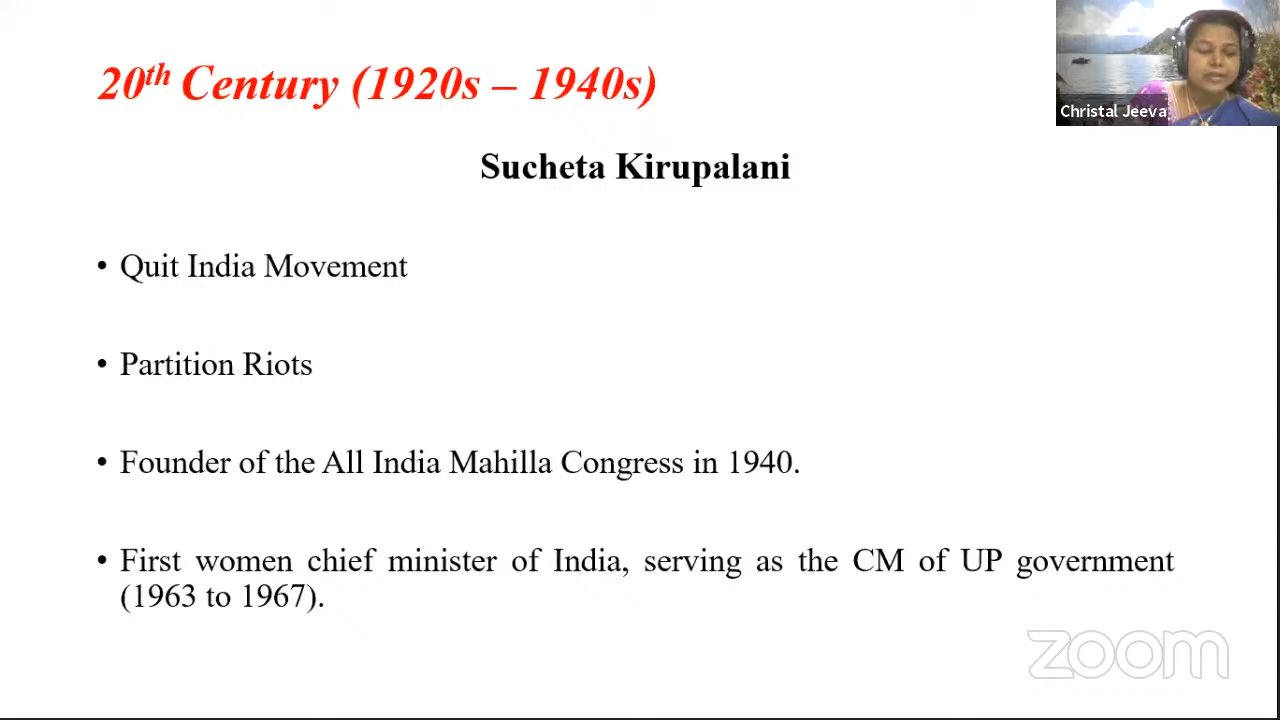 20th Century (1920s – 1940s)
Christal Jeeva
Sucheta Kirupalani
• Quit India Movement
• Partition Riots
• Founder of the All India Mahilla Congress in 1940.
• First women chief minister of India, serving as the CM of UP government
(1963 to 1967).
zoom